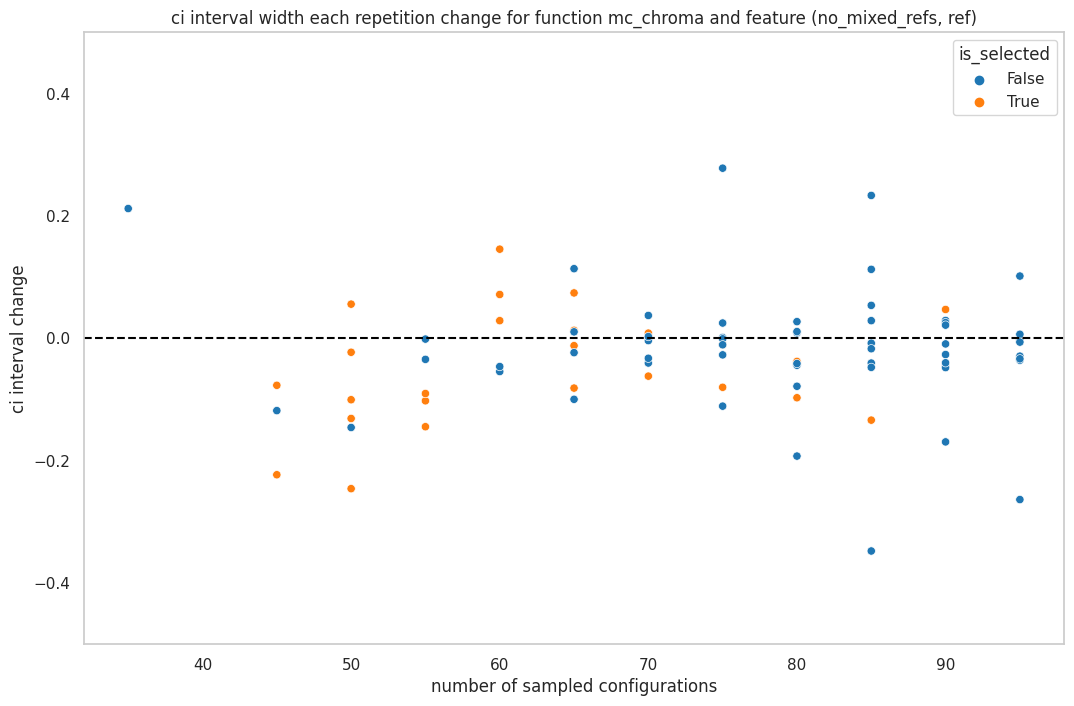 ci interval width each repetition change for function mc_chroma and feature (no_mixed_refs, ref)
is_selected
False
True
0.4
0.2
0.0
−0.2
−0.4
ci interval change
40 50 60 70 80 90
number of sampled configurations